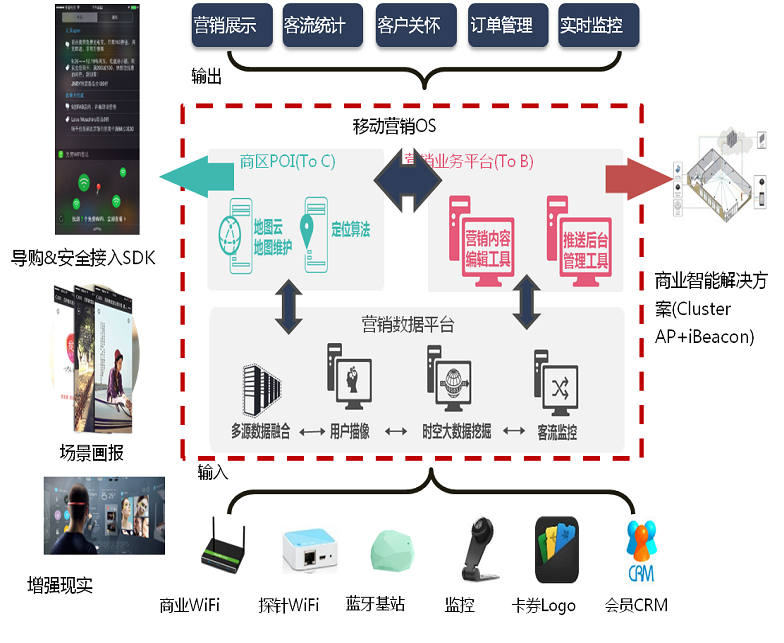 营销展示
客流统计
客户关怀
订单管理
实时监控
输出
移动营销OS
商区POI(To C)
营销业务平台(To B)
地图云
地图维护
定位算法
营销内容
编辑工具
推送后台
管理工具
导购&安全接入SDK
商业智能解决方
案(Cluster
AP+iBeacon)
营销数据平台
多源数据融合
用户描像
时空大数据挖掘
客流监控
场景画报
输入
增强现实
商业WiFi
探针WiFi
蓝牙基站
监控
卡券Logo
会员CRM
CRM